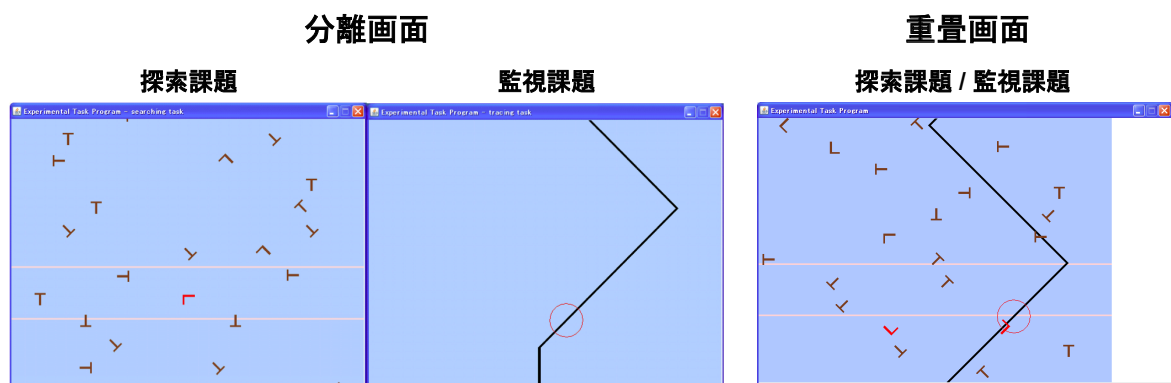 分離画面
重畳画面
探索課題
監視課題
探索課題 / 監視課題
Experimental Task Program - searching task
Experimental Task Program - tracing task
Experimental Task Program